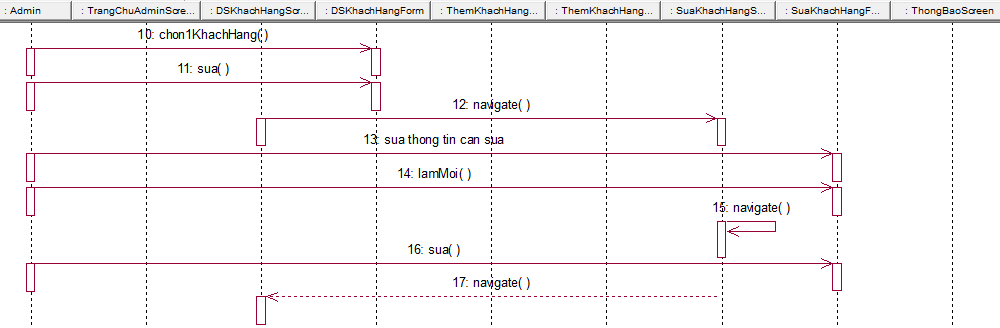 : Admin
: TrangChuAdminScre...
: DSKhachHangScr...
: DSKhachHangForm
: ThemKhachHang...
: ThemKhachHang...
: SuaKhachHangS...
: SuaKhachHangF...
: ThongBaoScreen
10: chon1KhachHang( )
11: sua( )
12: navigate( )
13: sua thong tin can sua
14: lamMoi( )
15: navigate( )
16: sua( )
17: navigate( )